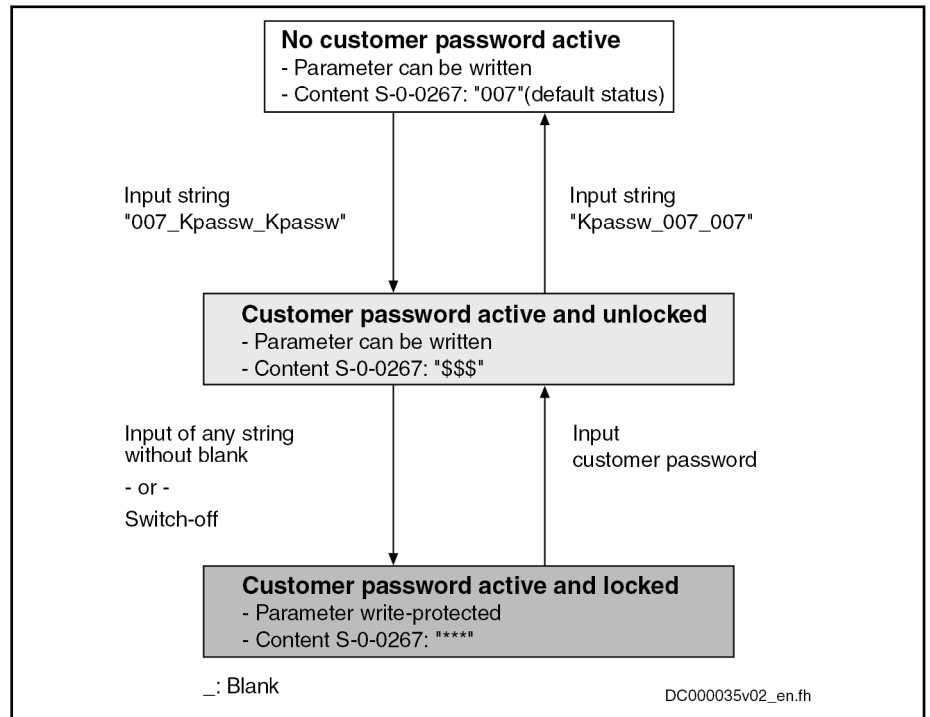 No customer password active
- Parameter can be written
- Content S-0-0267: "007"(default status)
Input string
"007_Kpassw_Kpassw"
Input string
"Kpassw_007_007"
Customer password active and unlocked
- Parameter can be written
- Content S-0-0267: "$$$"
Input of any string
without blank
- or -
Switch-off
Input
customer password
Customer password active and locked
- Parameter write-protected
- Content S-0-0267: "***"
_: Blank
DC000035v02_en.fh